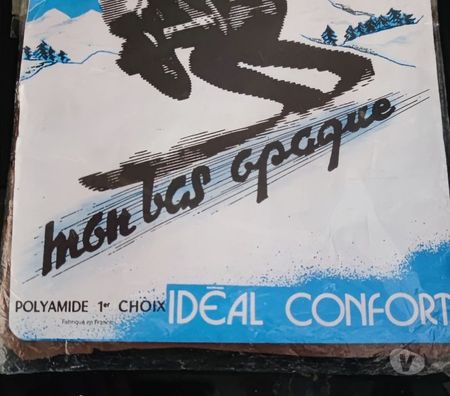 mon bas opaque
POLYAMIDE 1er CHOIX IDÉAL CONFORT
Fabriqué en France
V